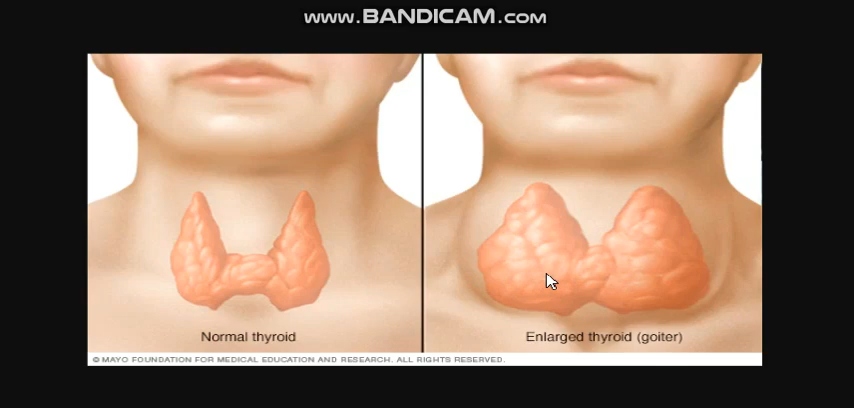 www.BANDICAM.com
Normal thyroid
Enlarged thyroid (goiter)
© MAYO FOUNDATION FOR MEDICAL EDUCATION AND RESEARCH. ALL RIGHTS RESERVED.